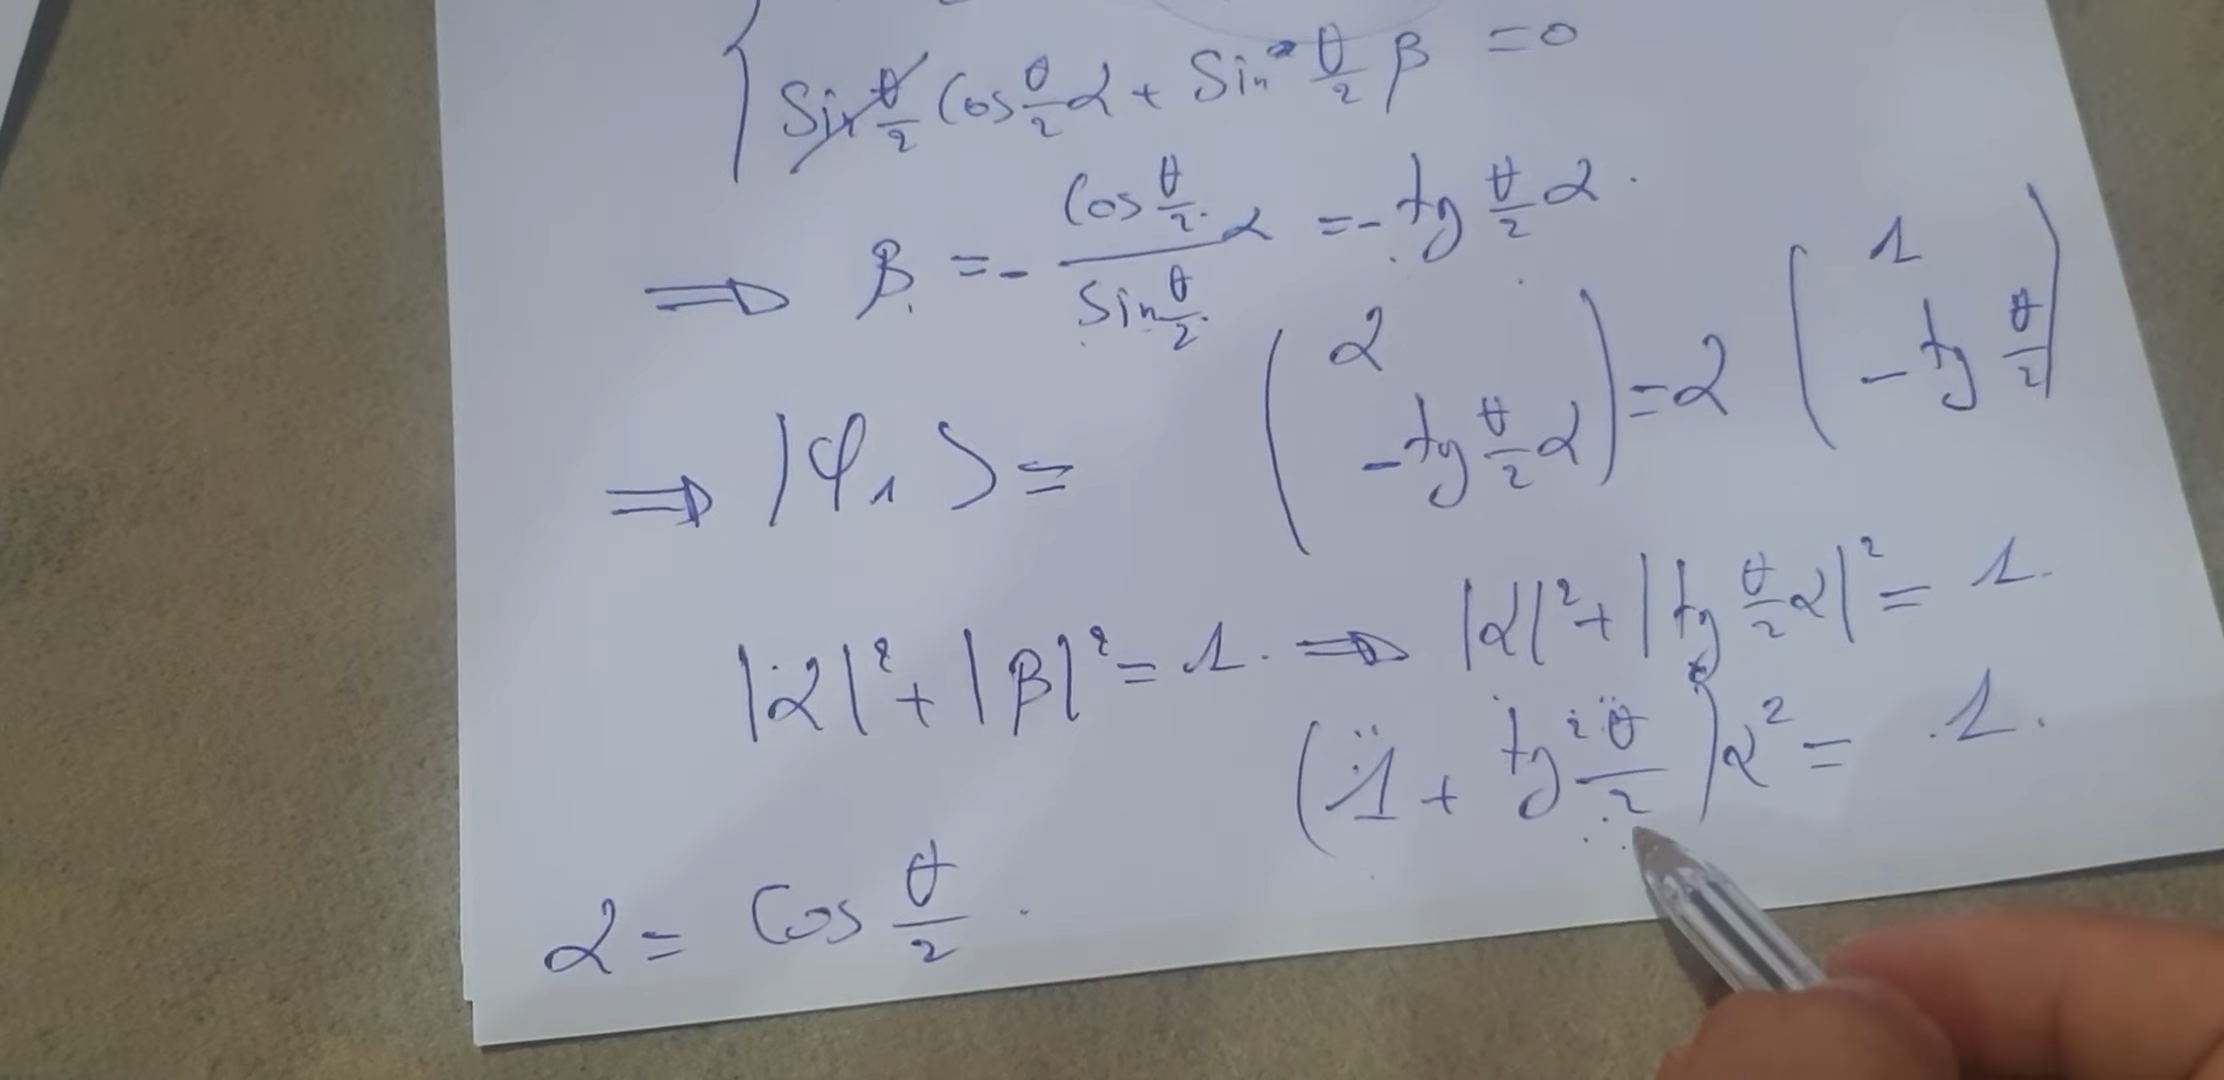 Sin θ/2 Cos θ/2 α + Sin² θ/2 β = 0
⇒ β = - Cos θ/2 α / Sin θ/2 = - tg θ/2 α.
⇒ |φ₁⟩ = ( α ; - tg θ/2 α ) = α ( 1 ; - tg θ/2 )
|α|² + |β|² = 1. ⇒ |α|² + |tg θ/2 α|² = 1.
(1 + tg² θ/2) α² = 1.
α = Cos θ/2.